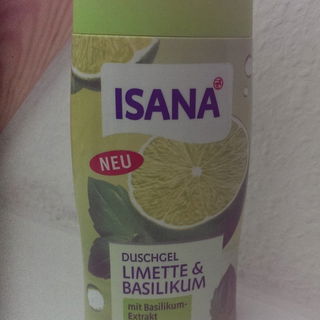 ISANA
NEU
DUSCHGEL
LIMETTE &
BASILIKUM
mit Basilikum-
Extrakt